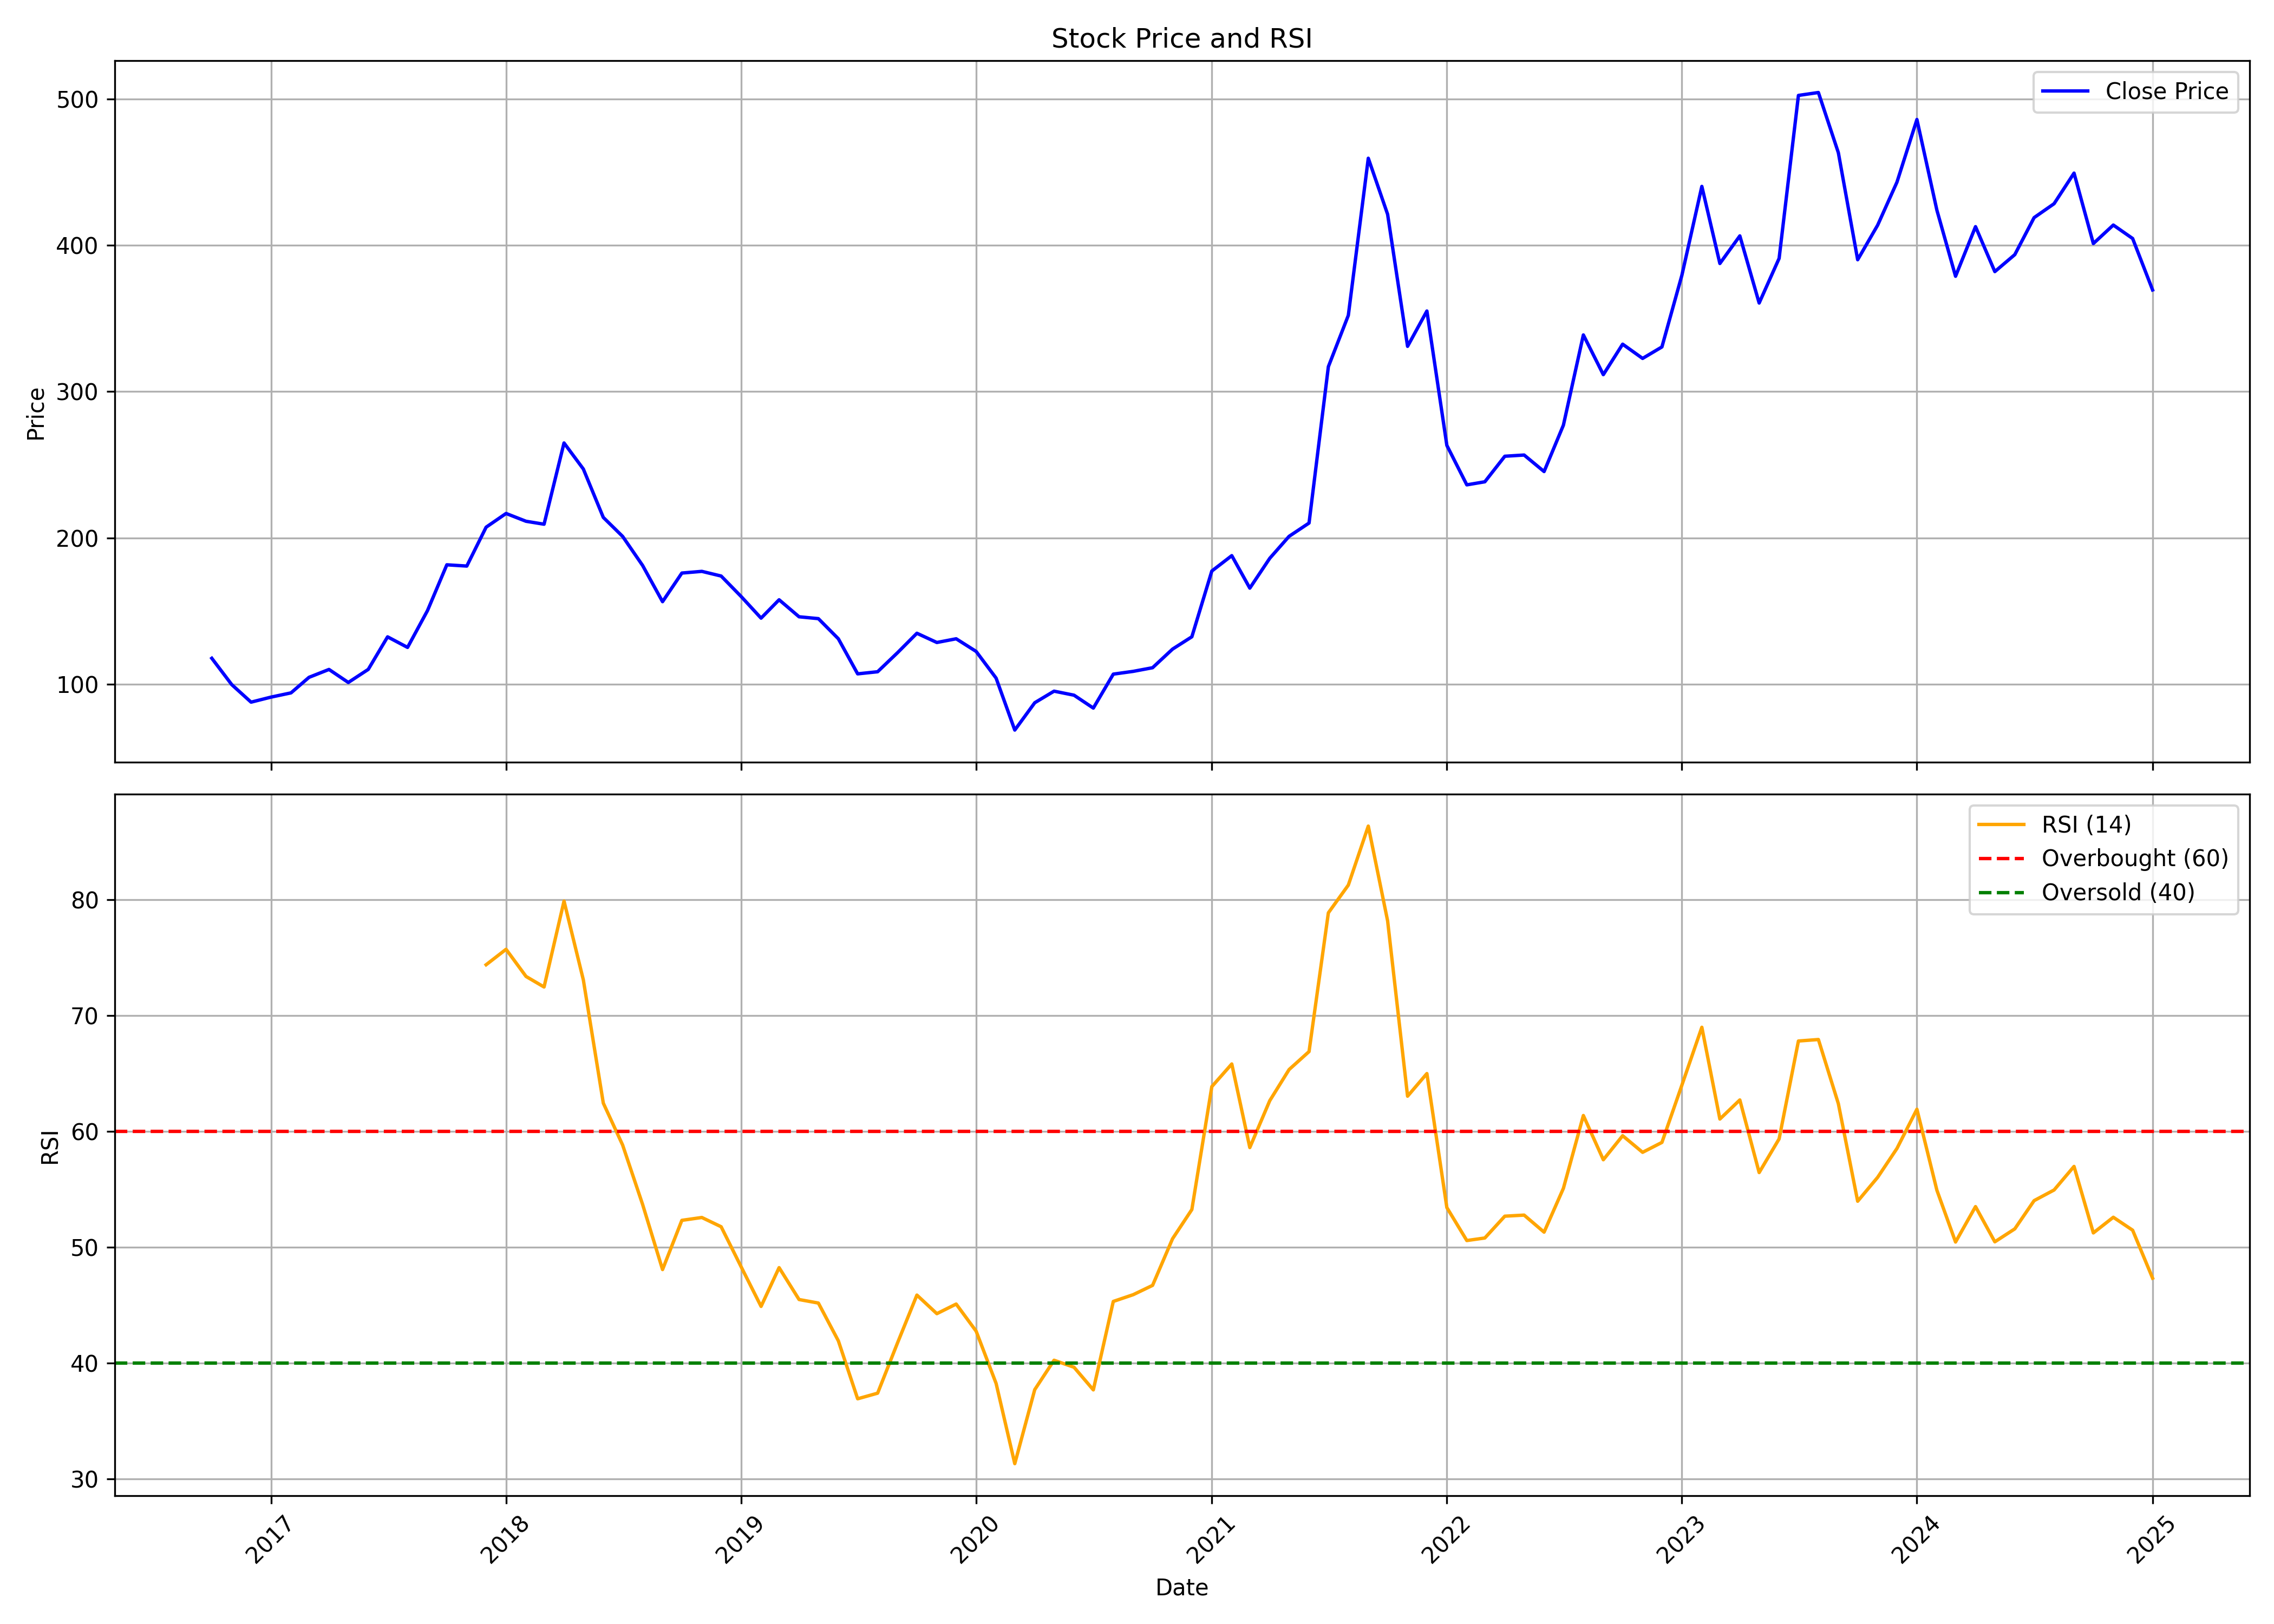 Stock Price and RSI
Close Price
500
400
300
200
100
Price
RSI (14)
Overbought (60)
Oversold (40)
80
70
60
50
40
30
RSI
2017
2018
2019
2020
2021
2022
2023
2024
2025
Date